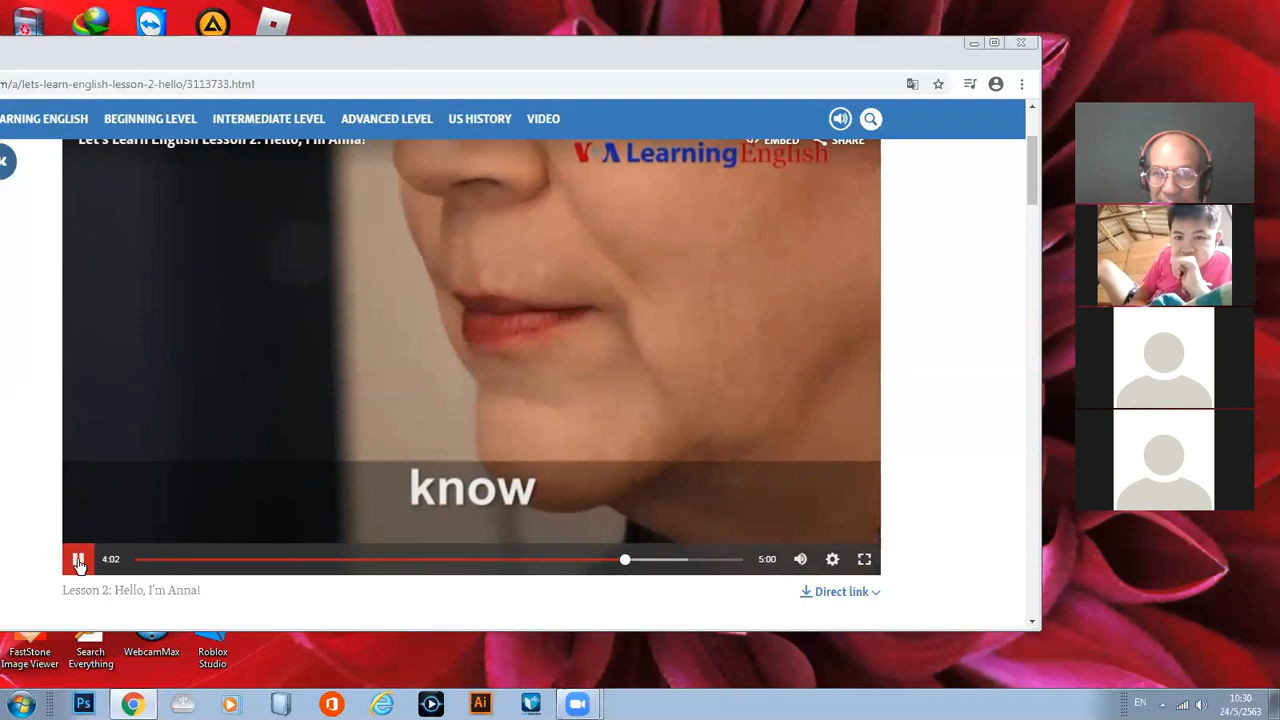 m/a/lets-learn-english-lesson-2-hello/3113733.html
ARNING ENGLISH BEGINNING LEVEL INTERMEDIATE LEVEL ADVANCED LEVEL US HISTORY VIDEO
K
Let's Learn English Lesson 2: Hello, I'm Anna!
EMBED SHARE
VOA Learning English
know
4:02 5:00
Lesson 2: Hello, I'm Anna!
Direct link
FastStone Image Viewer
Search Everything
WebcamMax
Roblox Studio
Ps
Ai
EN
10:30
24/5/2563